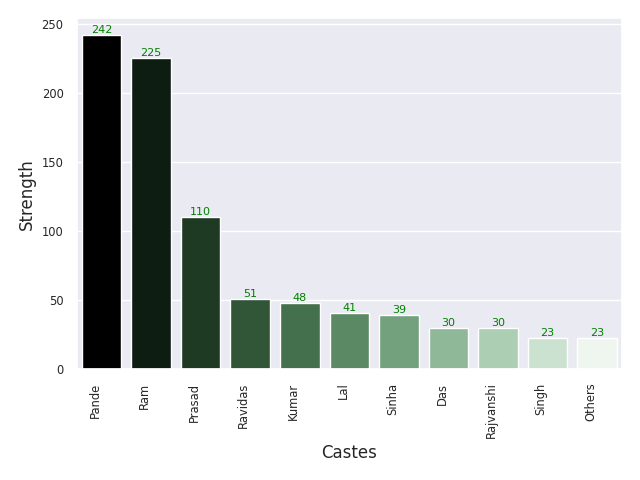 250
200
150
100
50
0
Strength
242
225
110
51
48
41
39
30
30
23
23
Pande
Ram
Prasad
Ravidas
Kumar
Lal
Sinha
Das
Rajvanshi
Singh
Others
Castes